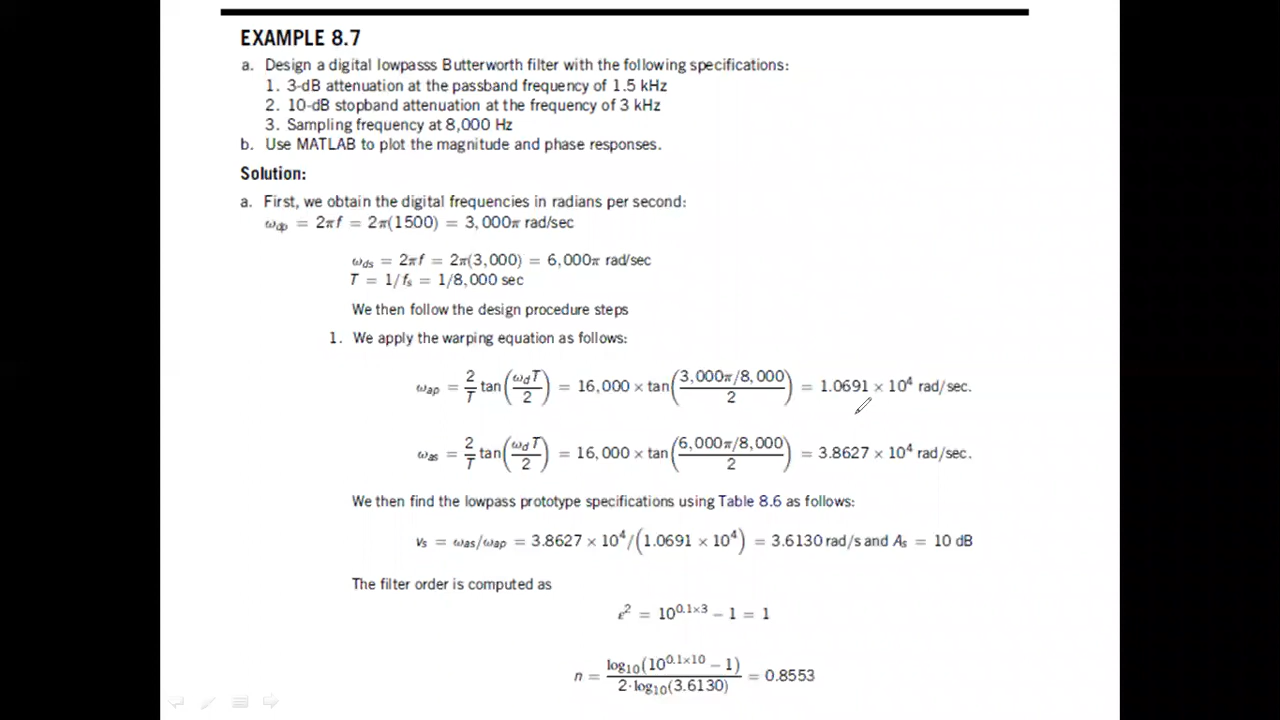 EXAMPLE 8.7
a. Design a digital lowpasss Butterworth filter with the following specifications:
1. 3-dB attenuation at the passband frequency of 1.5 kHz
2. 10-dB stopband attenuation at the frequency of 3 kHz
3. Sampling frequency at 8,000 Hz
b. Use MATLAB to plot the magnitude and phase responses.
Solution:
a. First, we obtain the digital frequencies in radians per second:
ω_dp = 2πf = 2π(1500) = 3,000π rad/sec
ω_ds = 2πf = 2π(3,000) = 6,000π rad/sec
T = 1/f_s = 1/8,000 sec
We then follow the design procedure steps
1. We apply the warping equation as follows:
ω_ap = 2/T tan(ω_d T/2) = 16,000 × tan((3,000π/8,000)/2) = 1.0691 × 10^4 rad/sec.
ω_as = 2/T tan(ω_d T/2) = 16,000 × tan((6,000π/8,000)/2) = 3.8627 × 10^4 rad/sec.
We then find the lowpass prototype specifications using Table 8.6 as follows:
v_s = ω_as/ω_ap = 3.8627 × 10^4/(1.0691 × 10^4) = 3.6130 rad/s and A_s = 10 dB
The filter order is computed as
ε^2 = 10^0.1×3 − 1 = 1
n = log_10(10^0.1×10 − 1)/(2·log_10(3.6130)) = 0.8553